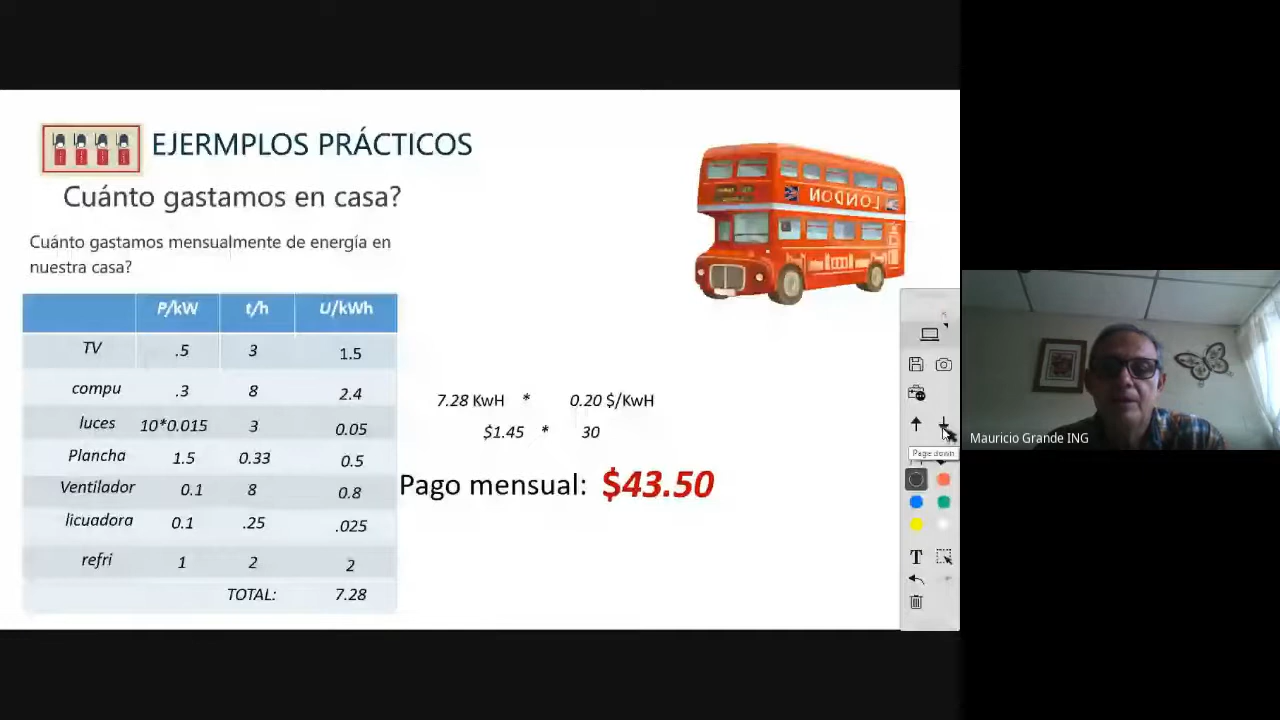 EJERMPLOS PRÁCTICOS
Cuánto gastamos en casa?
Cuánto gastamos mensualmente de energía en
nuestra casa?
P/kW t/h U/kWh
TV .5 3 1.5
compu .3 8 2.4
luces 10*0.015 3 0.05
Plancha 1.5 0.33 0.5
Ventilador 0.1 8 0.8
licuadora 0.1 .25 .025
refri 1 2 2
TOTAL: 7.28
7.28 KwH * 0.20 $/KwH
$1.45 * 30
Pago mensual: $43.50
LONDON
Page down
T
Mauricio Grande ING